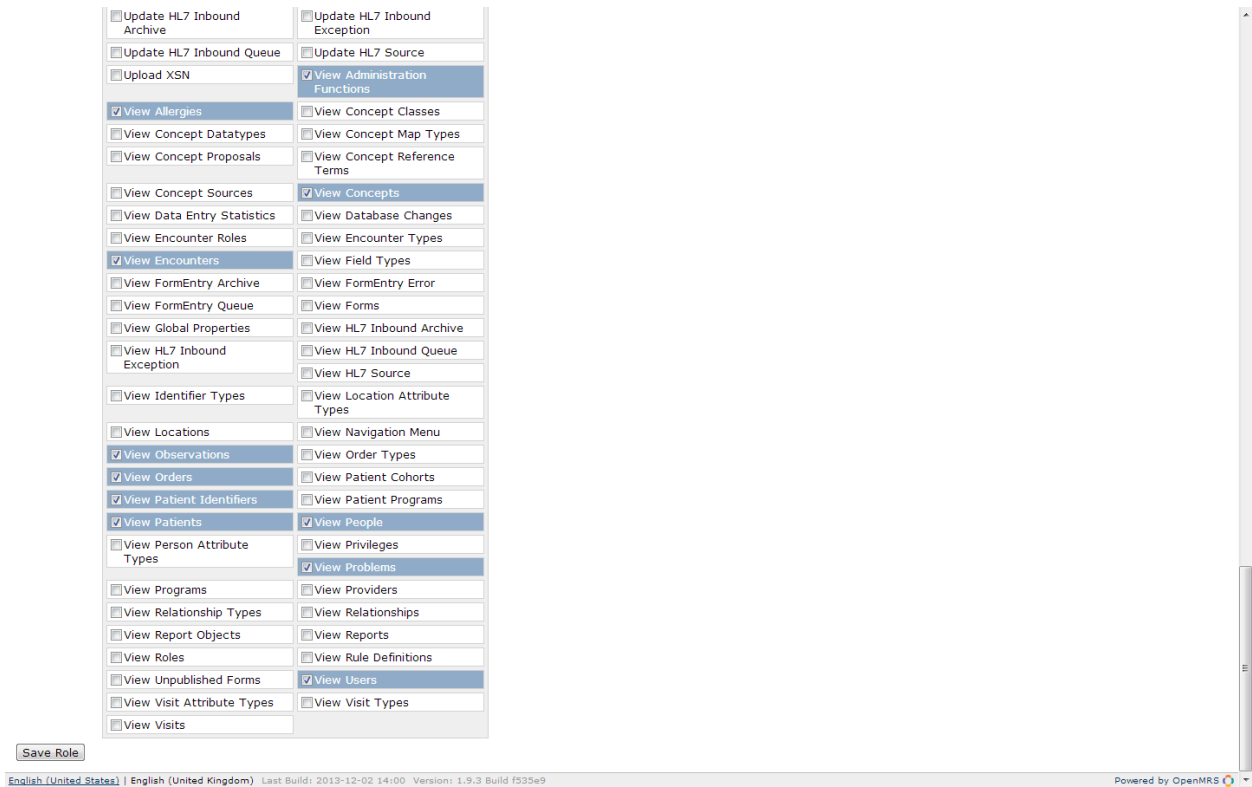 Update HL7 Inbound Archive
Update HL7 Inbound Exception
Update HL7 Inbound Queue
Update HL7 Source
Upload XSN
View Administration Functions
View Allergies
View Concept Classes
View Concept Datatypes
View Concept Map Types
View Concept Proposals
View Concept Reference Terms
View Concept Sources
View Concepts
View Data Entry Statistics
View Database Changes
View Encounter Roles
View Encounter Types
View Encounters
View Field Types
View FormEntry Archive
View FormEntry Error
View FormEntry Queue
View Forms
View Global Properties
View HL7 Inbound Archive
View HL7 Inbound Exception
View HL7 Inbound Queue
View HL7 Source
View Identifier Types
View Location Attribute Types
View Locations
View Navigation Menu
View Observations
View Order Types
View Orders
View Patient Cohorts
View Patient Identifiers
View Patient Programs
View Patients
View People
View Person Attribute Types
View Privileges
View Problems
View Programs
View Providers
View Relationship Types
View Relationships
View Report Objects
View Reports
View Roles
View Rule Definitions
View Unpublished Forms
View Users
View Visit Attribute Types
View Visit Types
View Visits
Save Role
English (United States) | English (United Kingdom) Last Build: 2013-12-02 14:00 Version: 1.9.3 Build f535e9 Powered by OpenMRS